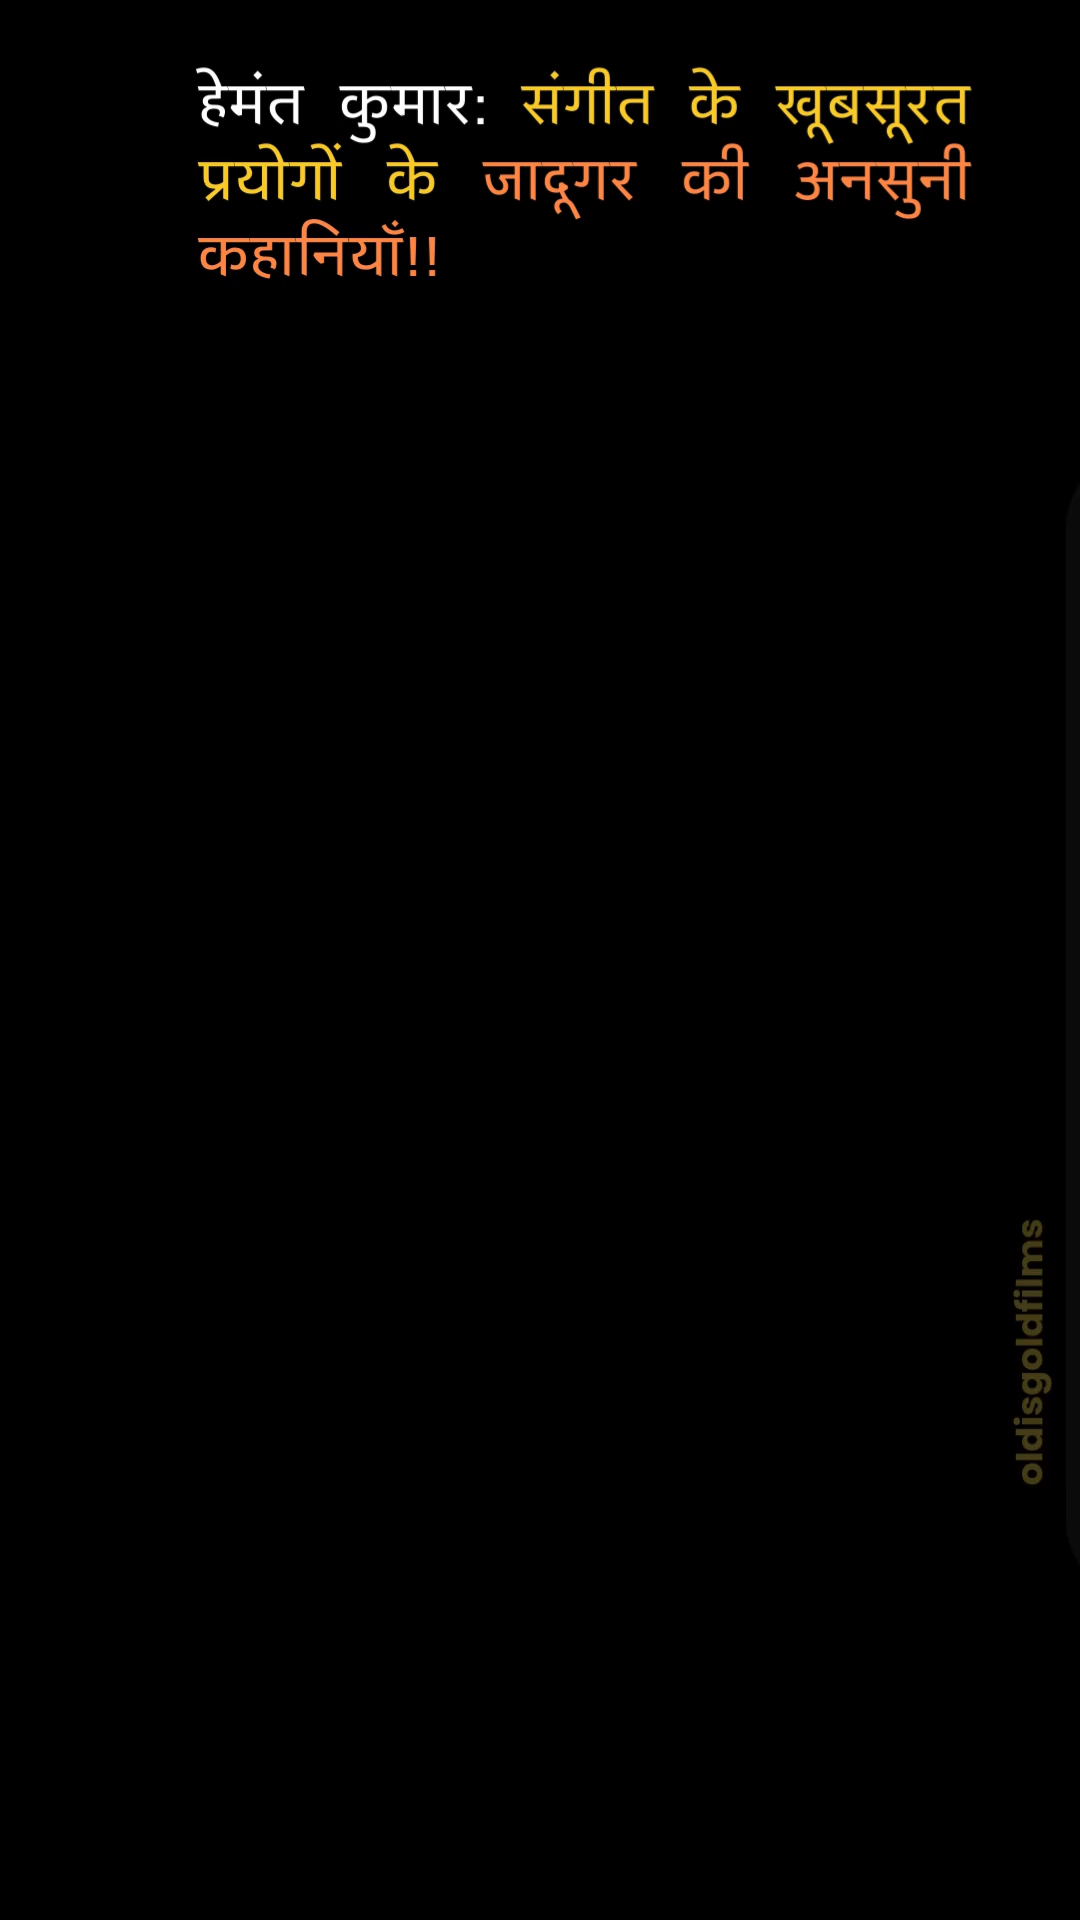 हेमंत कुमार: संगीत के खूबसूरत
प्रयोगों के जादूगर की अनसुनी
कहानियाँ!!
oldisgoldfilms